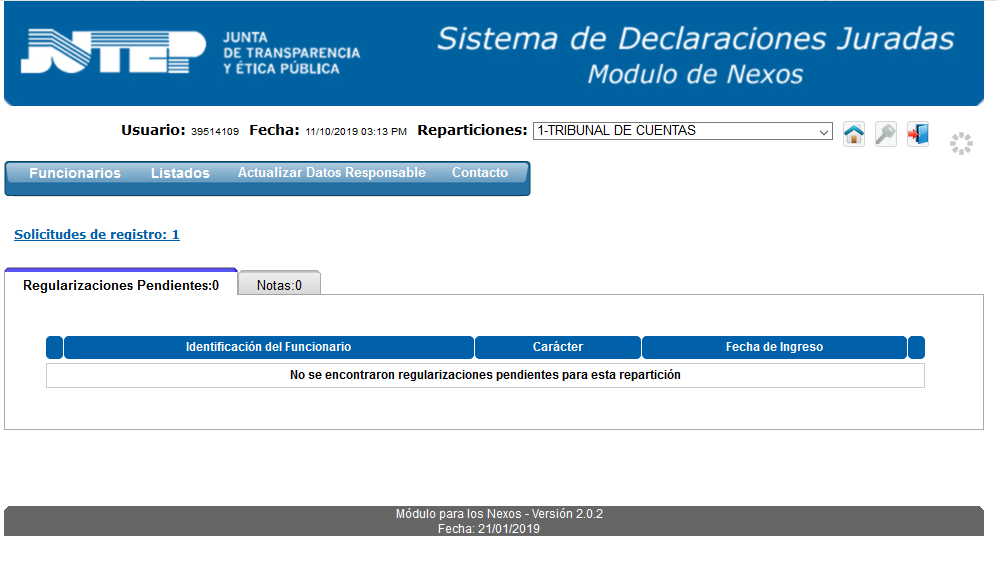 JUTEP
JUNTA
DE TRANSPARENCIA
Y ÉTICA PÚBLICA
Sistema de Declaraciones Juradas
Modulo de Nexos
Usuario: 39514109 Fecha: 11/10/2019 03:13 PM Reparticiones: 1-TRIBUNAL DE CUENTAS
Funcionarios Listados Actualizar Datos Responsable Contacto
Solicitudes de registro: 1
Regularizaciones Pendientes:0 Notas:0
Identificación del Funcionario Carácter Fecha de Ingreso
No se encontraron regularizaciones pendientes para esta repartición
Módulo para los Nexos - Versión 2.0.2
Fecha: 21/01/2019